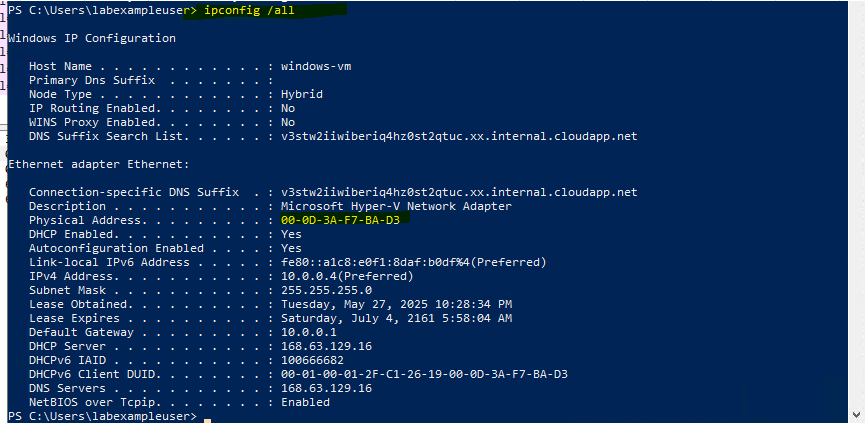 PS C:\Users\labexampleuser> ipconfig /all
Windows IP Configuration
Host Name . . . . . . . . . . . . : windows-vm
Primary Dns Suffix  . . . . . . . :
Node Type . . . . . . . . . . . . : Hybrid
IP Routing Enabled. . . . . . . . : No
WINS Proxy Enabled. . . . . . . . : No
DNS Suffix Search List. . . . . . : v3stw2iiwiberiq4hz0st2qtuc.xx.internal.cloudapp.net
Ethernet adapter Ethernet:
Connection-specific DNS Suffix  . : v3stw2iiwiberiq4hz0st2qtuc.xx.internal.cloudapp.net
Description . . . . . . . . . . . : Microsoft Hyper-V Network Adapter
Physical Address. . . . . . . . . : 00-0D-3A-F7-BA-D3
DHCP Enabled. . . . . . . . . . . : Yes
Autoconfiguration Enabled . . . . : Yes
Link-local IPv6 Address . . . . . : fe80::a1c8:e0f1:8daf:b0df%4(Preferred)
IPv4 Address. . . . . . . . . . . : 10.0.0.4(Preferred)
Subnet Mask . . . . . . . . . . . : 255.255.255.0
Lease Obtained. . . . . . . . . . : Tuesday, May 27, 2025 10:28:34 PM
Lease Expires . . . . . . . . . . : Saturday, July 4, 2161 5:58:04 AM
Default Gateway . . . . . . . . . : 10.0.0.1
DHCP Server . . . . . . . . . . . : 168.63.129.16
DHCPv6 IAID . . . . . . . . . . . : 100666682
DHCPv6 Client DUID. . . . . . . . : 00-01-00-01-2F-C1-26-19-00-0D-3A-F7-BA-D3
DNS Servers . . . . . . . . . . . : 168.63.129.16
NetBIOS over Tcpip. . . . . . . . : Enabled
PS C:\Users\labexampleuser>